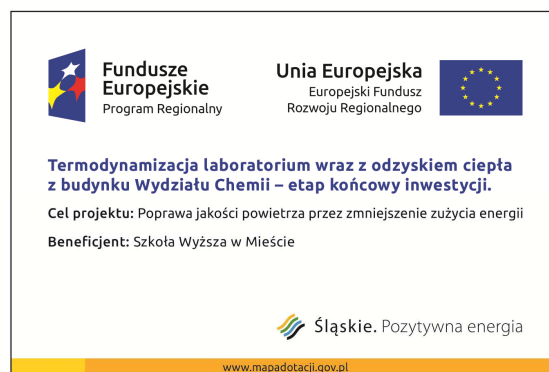 Fundusze
Europejskie
Program Regionalny
Unia Europejska
Europejski Fundusz
Rozwoju Regionalnego
Termodynamizacja laboratorium wraz z odzyskiem ciepła
z budynku Wydziału Chemii – etap końcowy inwestycji.
Cel projektu: Poprawa jakości powietrza przez zmniejszenie zużycia energii
Beneficjent: Szkoła Wyższa w Mieście
Śląskie. Pozytywna energia
www.mapadotacji.gov.pl